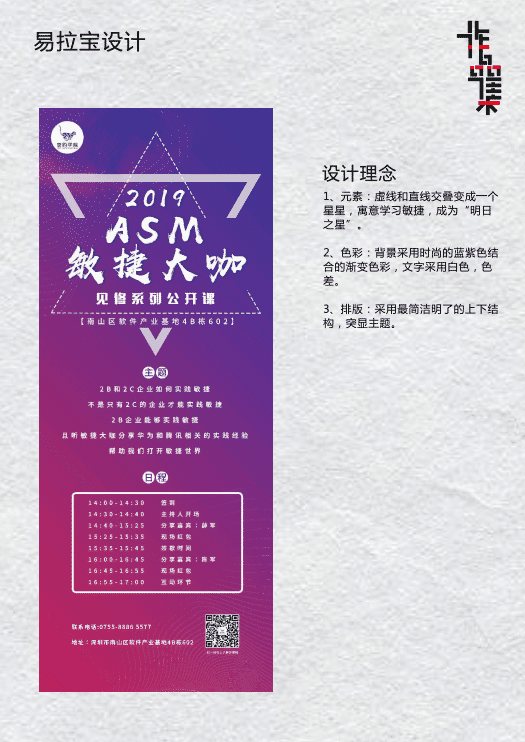 易拉宝设计
作品集
2019
ASM
敏捷大咖
见修系列公开课
【南山区软件产业基地4B栋602】
主题
2B和2C企业如何实践敏捷
不是只有2C的企业才能实践敏捷
2B企业能够实践敏捷
且听敏捷大咖分享华为和腾讯相关的实践经验
帮助我们打开敏捷世界
日程
14:00-14:30 签到
14:30-14:40 主持人开场
14:40-15:25 分享嘉宾：薛军
15:25-15:35 现场红包
15:35-15:45 茶歇时间
16:00-16:45 分享嘉宾：陈军
16:45-16:55 现场红包
16:55-17:00 互动环节
联系电话:0755-8886 5577
地址：深圳市南山区软件产业基地4B栋602
设计理念
1、元素：虚线和直线交叠变成一个
星星，寓意学习敏捷，成为“明日
之星”。
2、色彩：背景采用时尚的蓝紫色结
合的渐变色彩，文字采用白色，色
差。
3、排版：采用最简洁明了的上下结
构，突显主题。